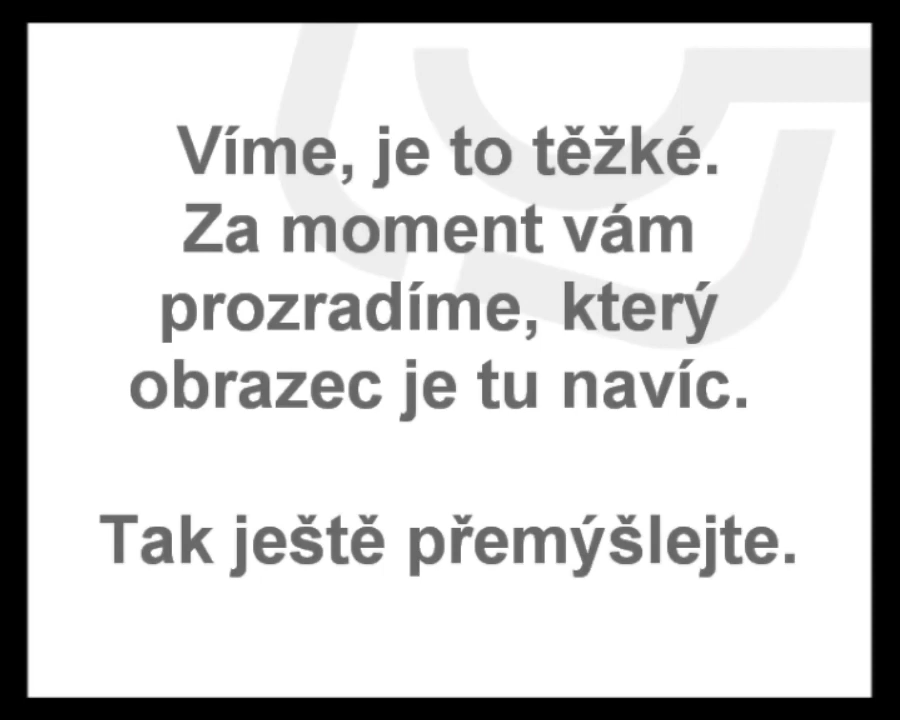 Víme, je to těžké.
Za moment vám
prozradíme, který
obrazec je tu navíc.
Tak ještě přemýšlejte.